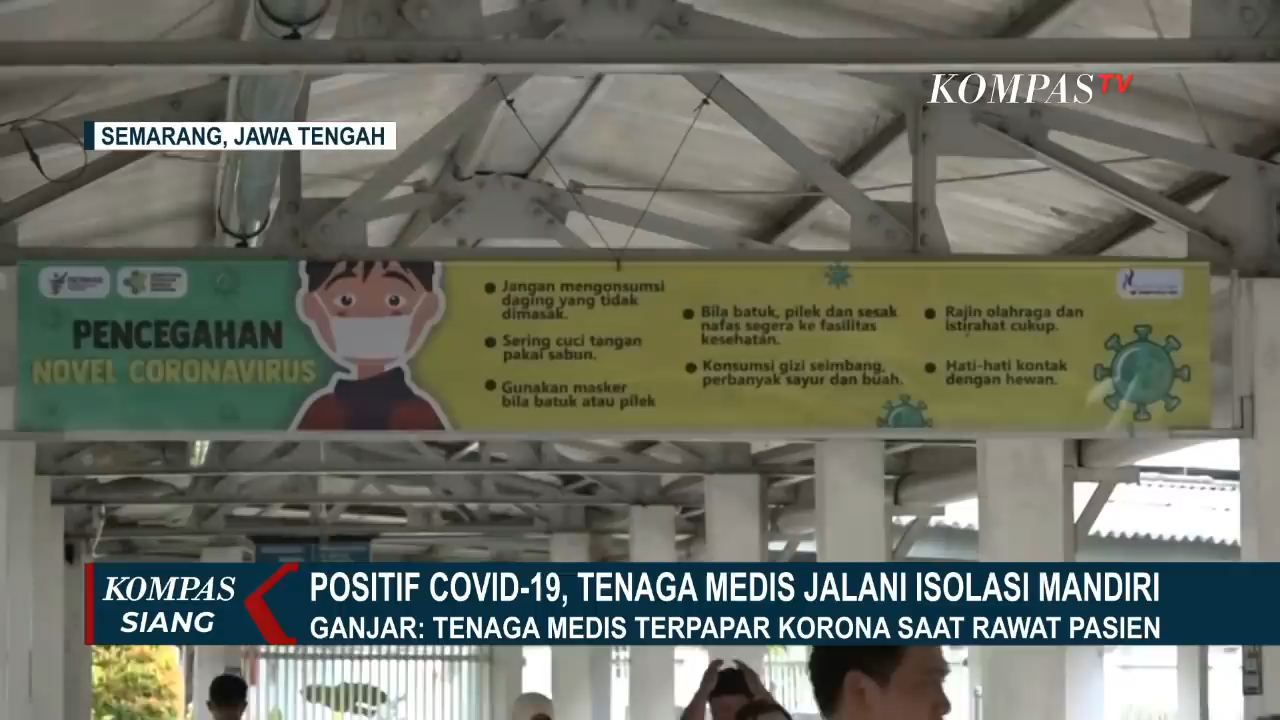 KOMPASTV
SEMARANG, JAWA TENGAH
PENCEGAHAN
NOVEL CORONAVIRUS
Jangan mengonsumsi
daging yang tidak
dimasak.
Sering cuci tangan
pakai sabun.
Gunakan masker
bila batuk atau pilek
Bila batuk, pilek dan sesak
nafas segera ke fasilitas
kesehatan.
Konsumsi gizi seimbang,
perbanyak sayur dan buah.
Rajin olahraga dan
istirahat cukup.
Hati-hati kontak
dengan hewan.
KOMPAS
SIANG
POSITIF COVID-19, TENAGA MEDIS JALANI ISOLASI MANDIRI
GANJAR: TENAGA MEDIS TERPAPAR KORONA SAAT RAWAT PASIEN